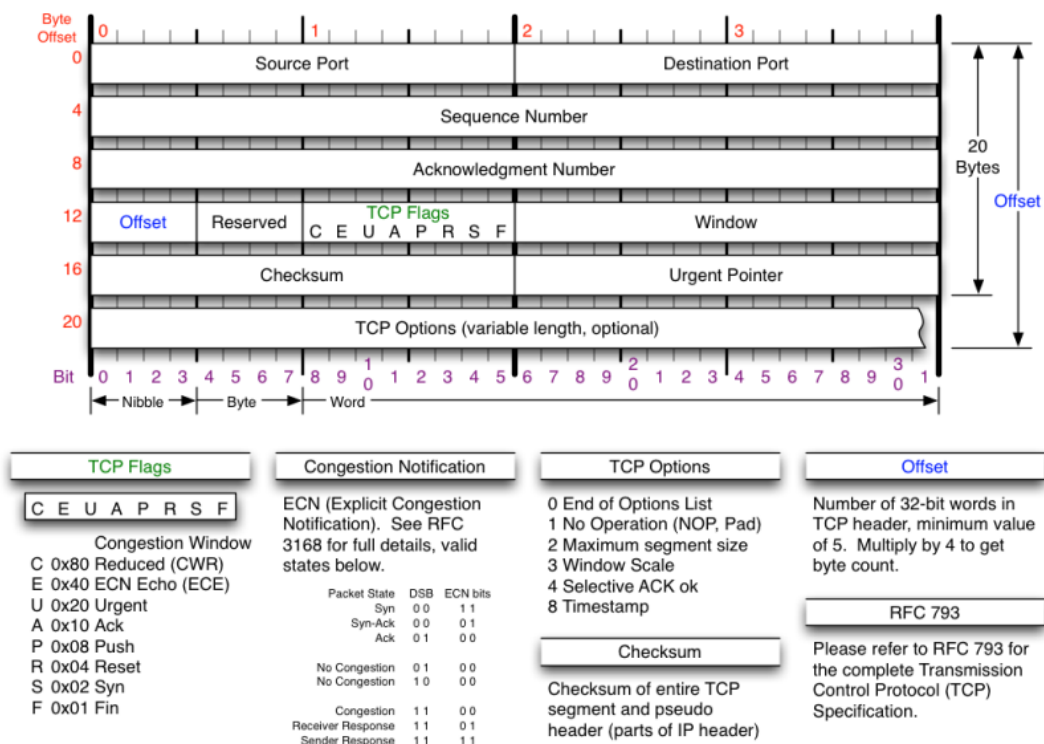 Byte
Offset
0 1 2 3
0 Source Port Destination Port
4 Sequence Number
8 Acknowledgment Number
20
Bytes
Offset
12 Offset Reserved TCP Flags Window
C E U A P R S F
16 Checksum Urgent Pointer
20 TCP Options (variable length, optional)
Bit 0 1 2 3 4 5 6 7 8 9 10 1 2 3 4 5 6 7 8 9 20 1 2 3 4 5 6 7 8 9 30 1
Nibble Byte Word
TCP Flags
C E U A P R S F
Congestion Window
C 0x80 Reduced (CWR)
E 0x40 ECN Echo (ECE)
U 0x20 Urgent
A 0x10 Ack
P 0x08 Push
R 0x04 Reset
S 0x02 Syn
F 0x01 Fin
Congestion Notification
ECN (Explicit Congestion
Notification). See RFC
3168 for full details, valid
states below.
Packet State DSB ECN bits
Syn 0 0 1 1
Syn-Ack 0 0 0 1
Ack 0 1 0 0
No Congestion 0 1 0 0
No Congestion 1 0 0 0
Congestion 1 1 0 0
Receiver Response 1 1 0 1
Sender Response 1 1 1 1
TCP Options
0 End of Options List
1 No Operation (NOP, Pad)
2 Maximum segment size
3 Window Scale
4 Selective ACK ok
8 Timestamp
Checksum
Checksum of entire TCP
segment and pseudo
header (parts of IP header)
Offset
Number of 32-bit words in
TCP header, minimum value
of 5. Multiply by 4 to get
byte count.
RFC 793
Please refer to RFC 793 for
the complete Transmission
Control Protocol (TCP)
Specification.